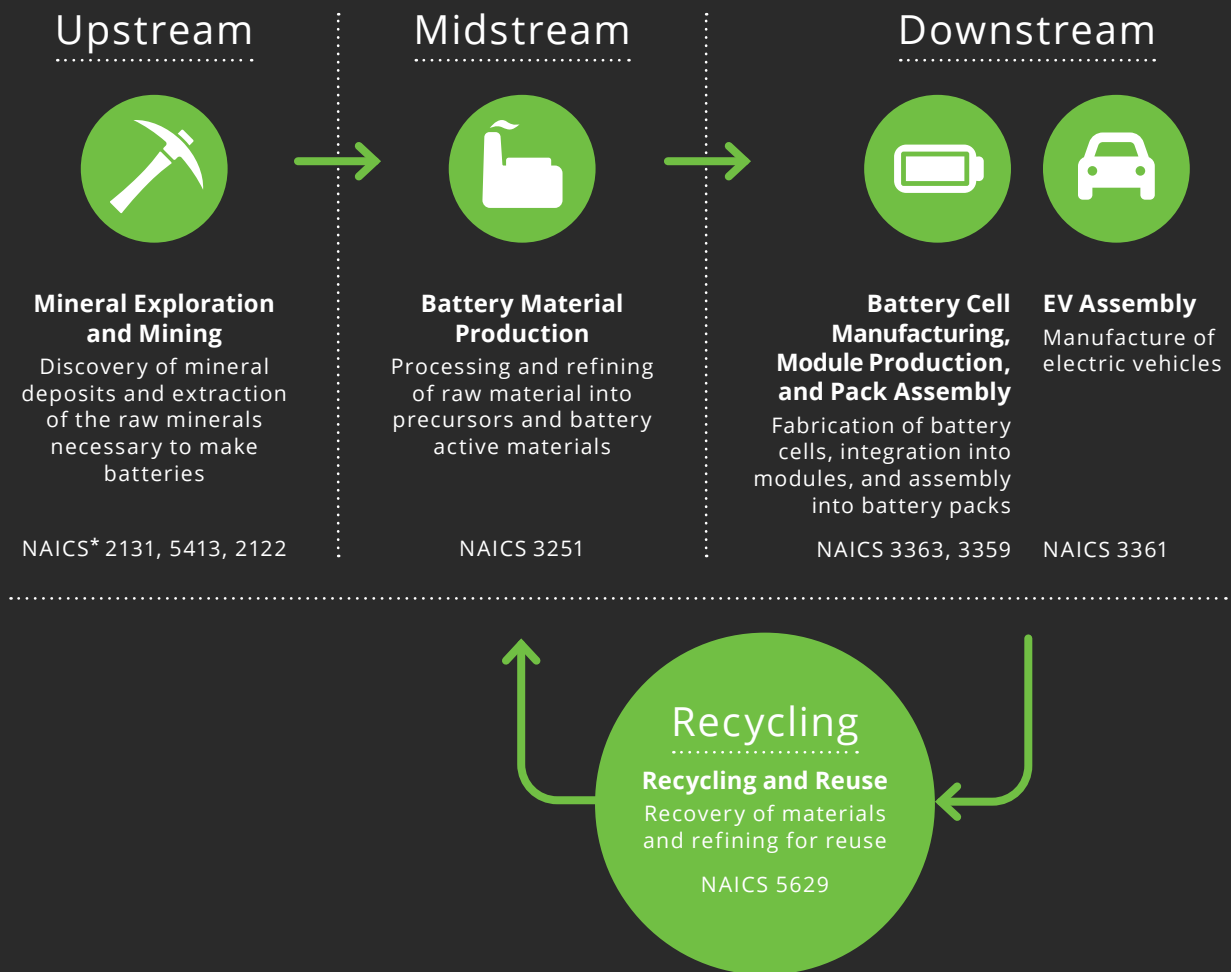 Upstream
Mineral Exploration
and Mining
Discovery of mineral
deposits and extraction
of the raw minerals
necessary to make
batteries
NAICS* 2131, 5413, 2122
Midstream
Battery Material
Production
Processing and refining
of raw material into
precursors and battery
active materials
NAICS 3251
Downstream
Battery Cell
Manufacturing,
Module Production,
and Pack Assembly
Fabrication of battery
cells, integration into
modules, and assembly
into battery packs
NAICS 3363, 3359
EV Assembly
Manufacture of
electric vehicles
NAICS 3361
Recycling
Recycling and Reuse
Recovery of materials
and refining for reuse
NAICS 5629